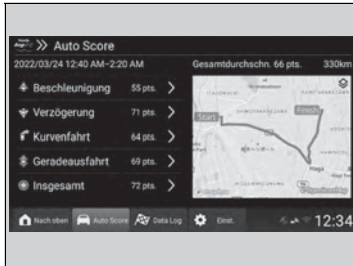 Auto Score
2022/03/24 12:40 AM–2:20 AM
Gesamtdurchschn. 66 pts. 330km
Beschleunigung 55 pts.
Verzögerung 71 pts.
Kurvenfahrt 64 pts.
Geradeausfahrt 69 pts.
Insgesamt 72 pts.
Start
Finish
Haga
Nach oben
Auto Score
Data Log
Einst.
12:34